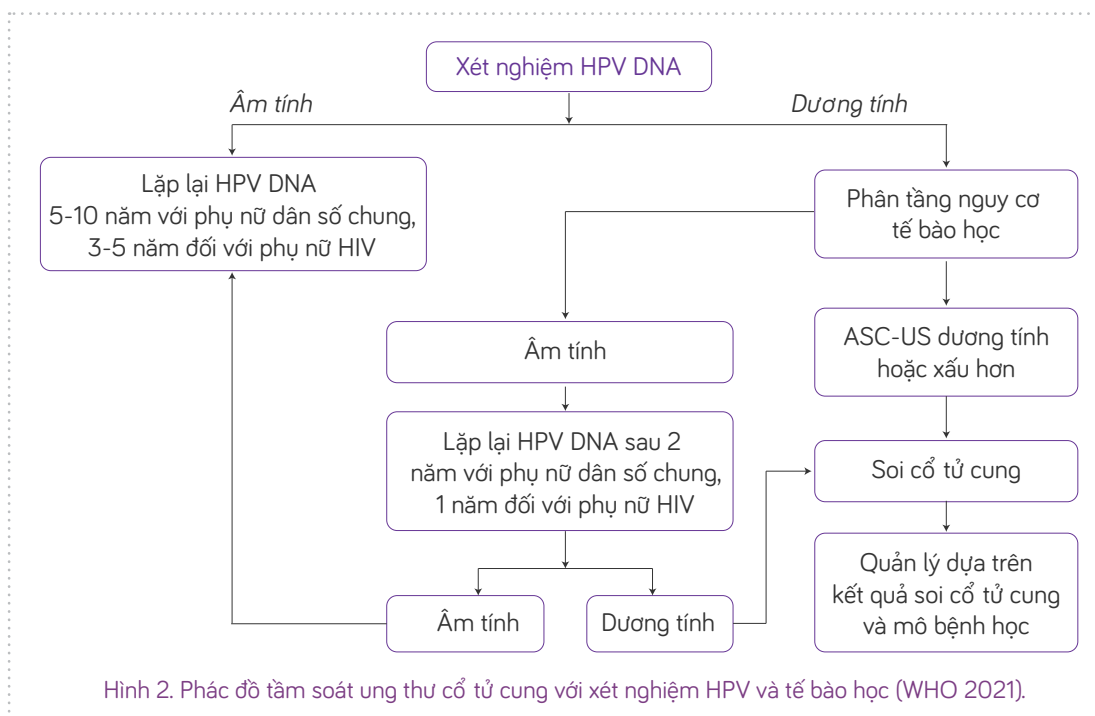 Xét nghiệm HPV DNA
Âm tính
Dương tính
Lặp lại HPV DNA
5-10 năm với phụ nữ dân số chung,
3-5 năm đối với phụ nữ HIV
Phân tầng nguy cơ
tế bào học
Âm tính
ASC-US dương tính
hoặc xấu hơn
Lặp lại HPV DNA sau 2
năm với phụ nữ dân số chung,
1 năm đối với phụ nữ HIV
Soi cổ tử cung
Âm tính
Dương tính
Quản lý dựa trên
kết quả soi cổ tử cung
và mô bệnh học
Hình 2. Phác đồ tầm soát ung thư cổ tử cung với xét nghiệm HPV và tế bào học (WHO 2021).